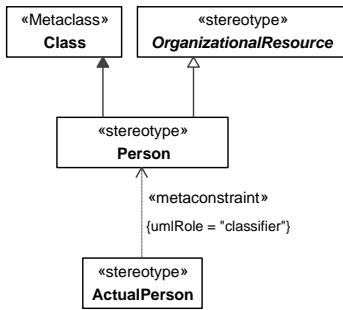 «Metaclass»
Class
«stereotype»
OrganizationalResource
«stereotype»
Person
«metaconstraint»
{umlRole = "classifier"}
«stereotype»
ActualPerson